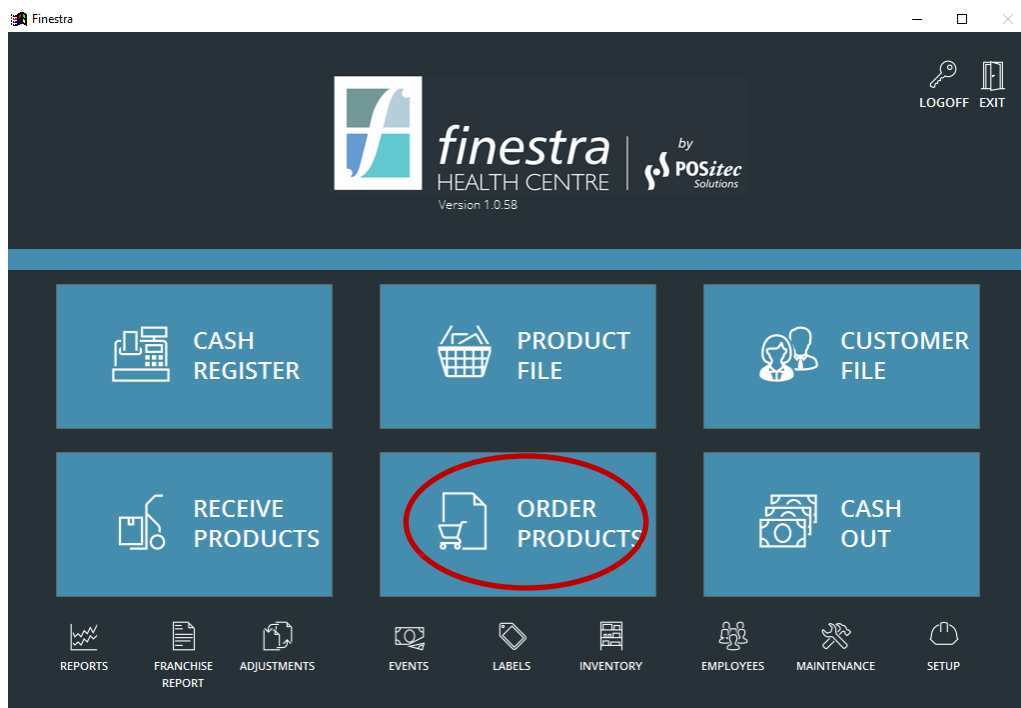 Finestra
LOGOFF EXIT
f
finestra
HEALTH CENTRE
by
POSitec
Solutions
Version 1.0.58
CASH
REGISTER
PRODUCT
FILE
CUSTOMER
FILE
RECEIVE
PRODUCTS
ORDER
PRODUCTS
CASH
OUT
REPORTS
FRANCHISE
REPORT
ADJUSTMENTS
EVENTS
LABELS
INVENTORY
EMPLOYEES
MAINTENANCE
SETUP